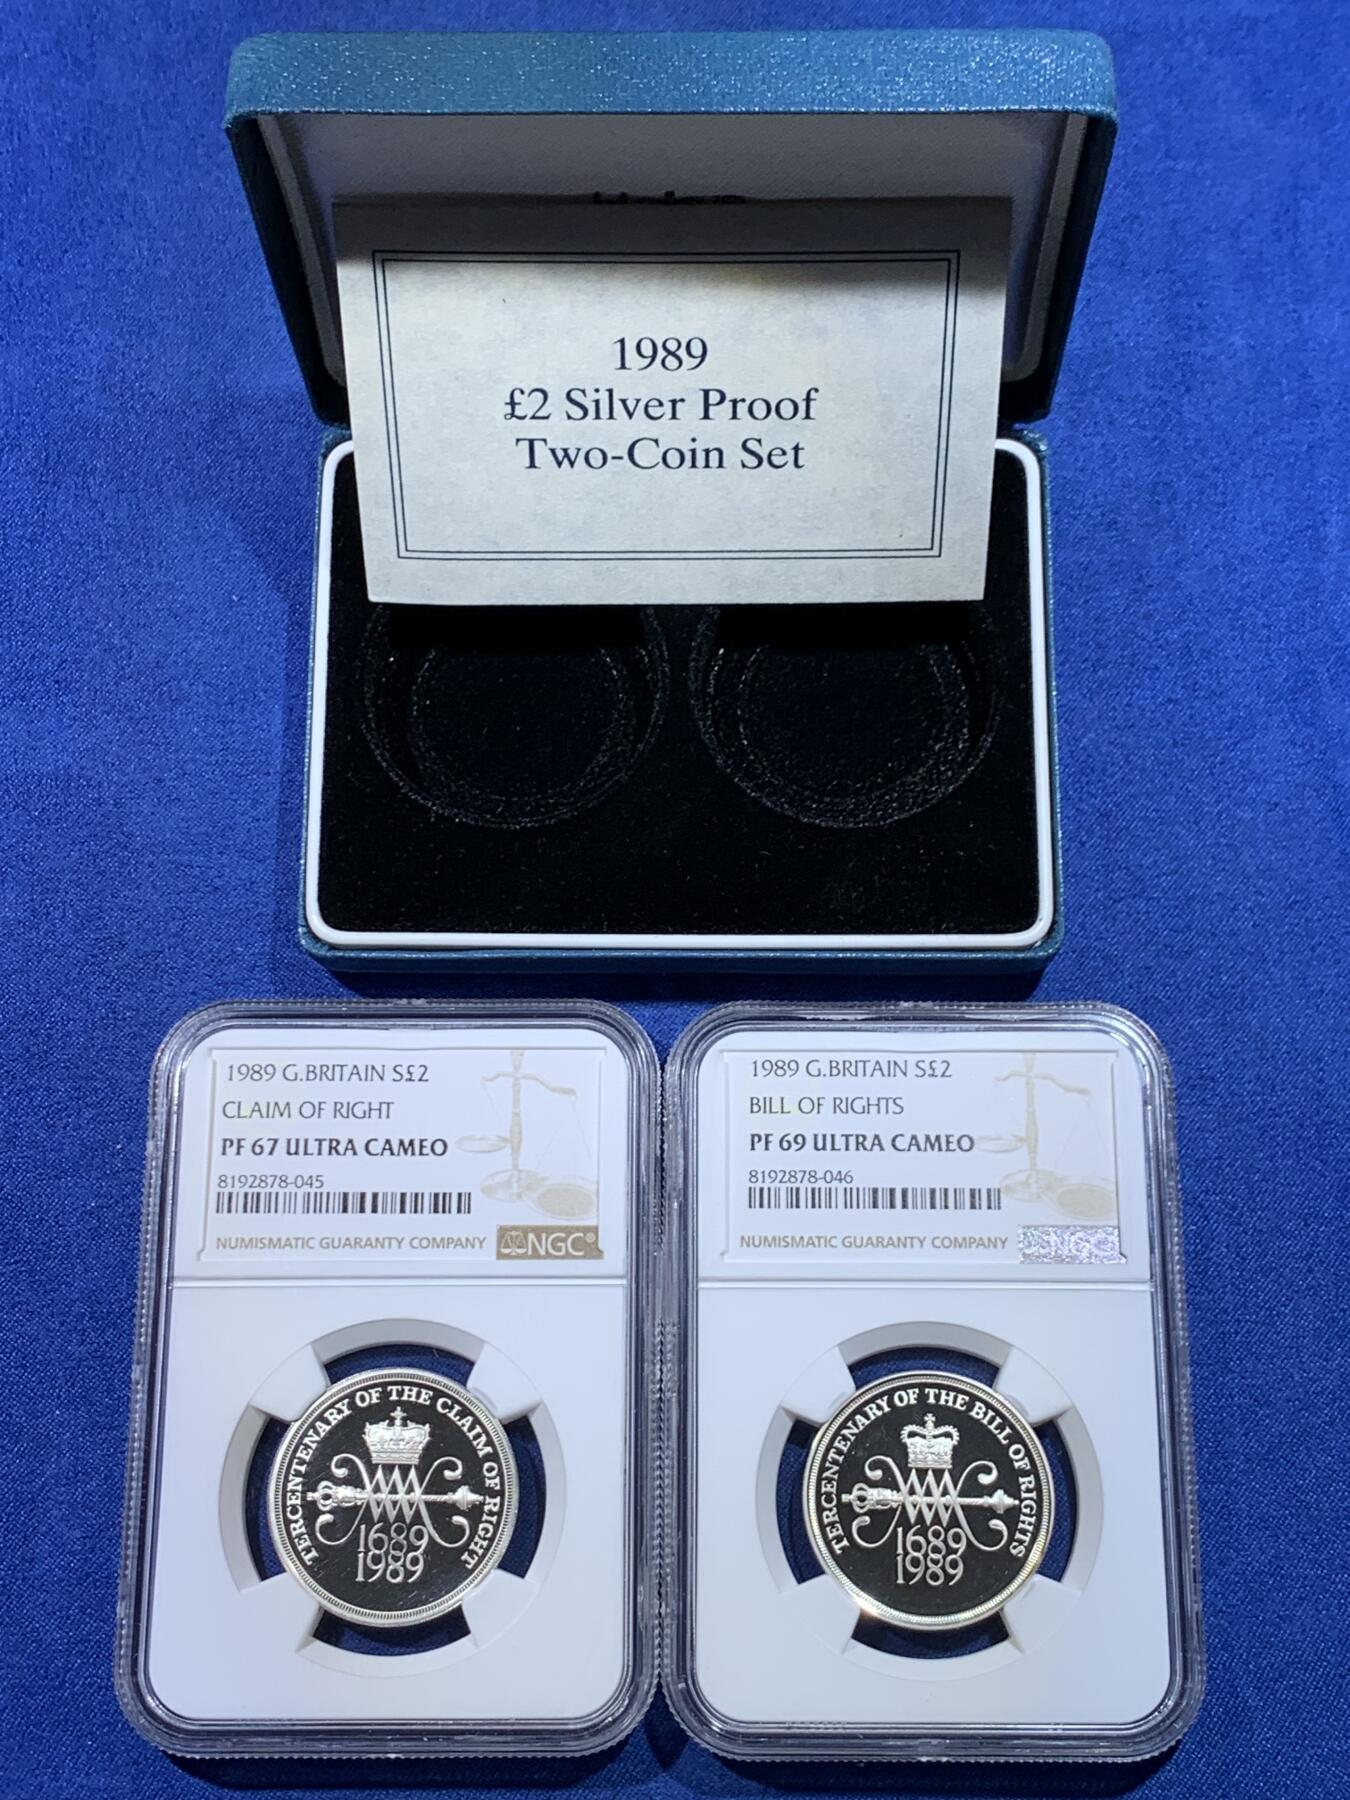 1989
£2 Silver Proof
Two-Coin Set
1989 G.BRITAIN S£2
CLAIM OF RIGHT
PF 67 ULTRA CAMEO
8192878-045
NUMISMATIC GUARANTY COMPANY
NGC®
TERCENTENARY OF THE CLAIM OF RIGHT
1689
1989
1989 G.BRITAIN S£2
BILL OF RIGHTS
PF 69 ULTRA CAMEO
8192878-046
NUMISMATIC GUARANTY COMPANY
NGC
TERCENTENARY OF THE BILL OF RIGHTS
1689
1989